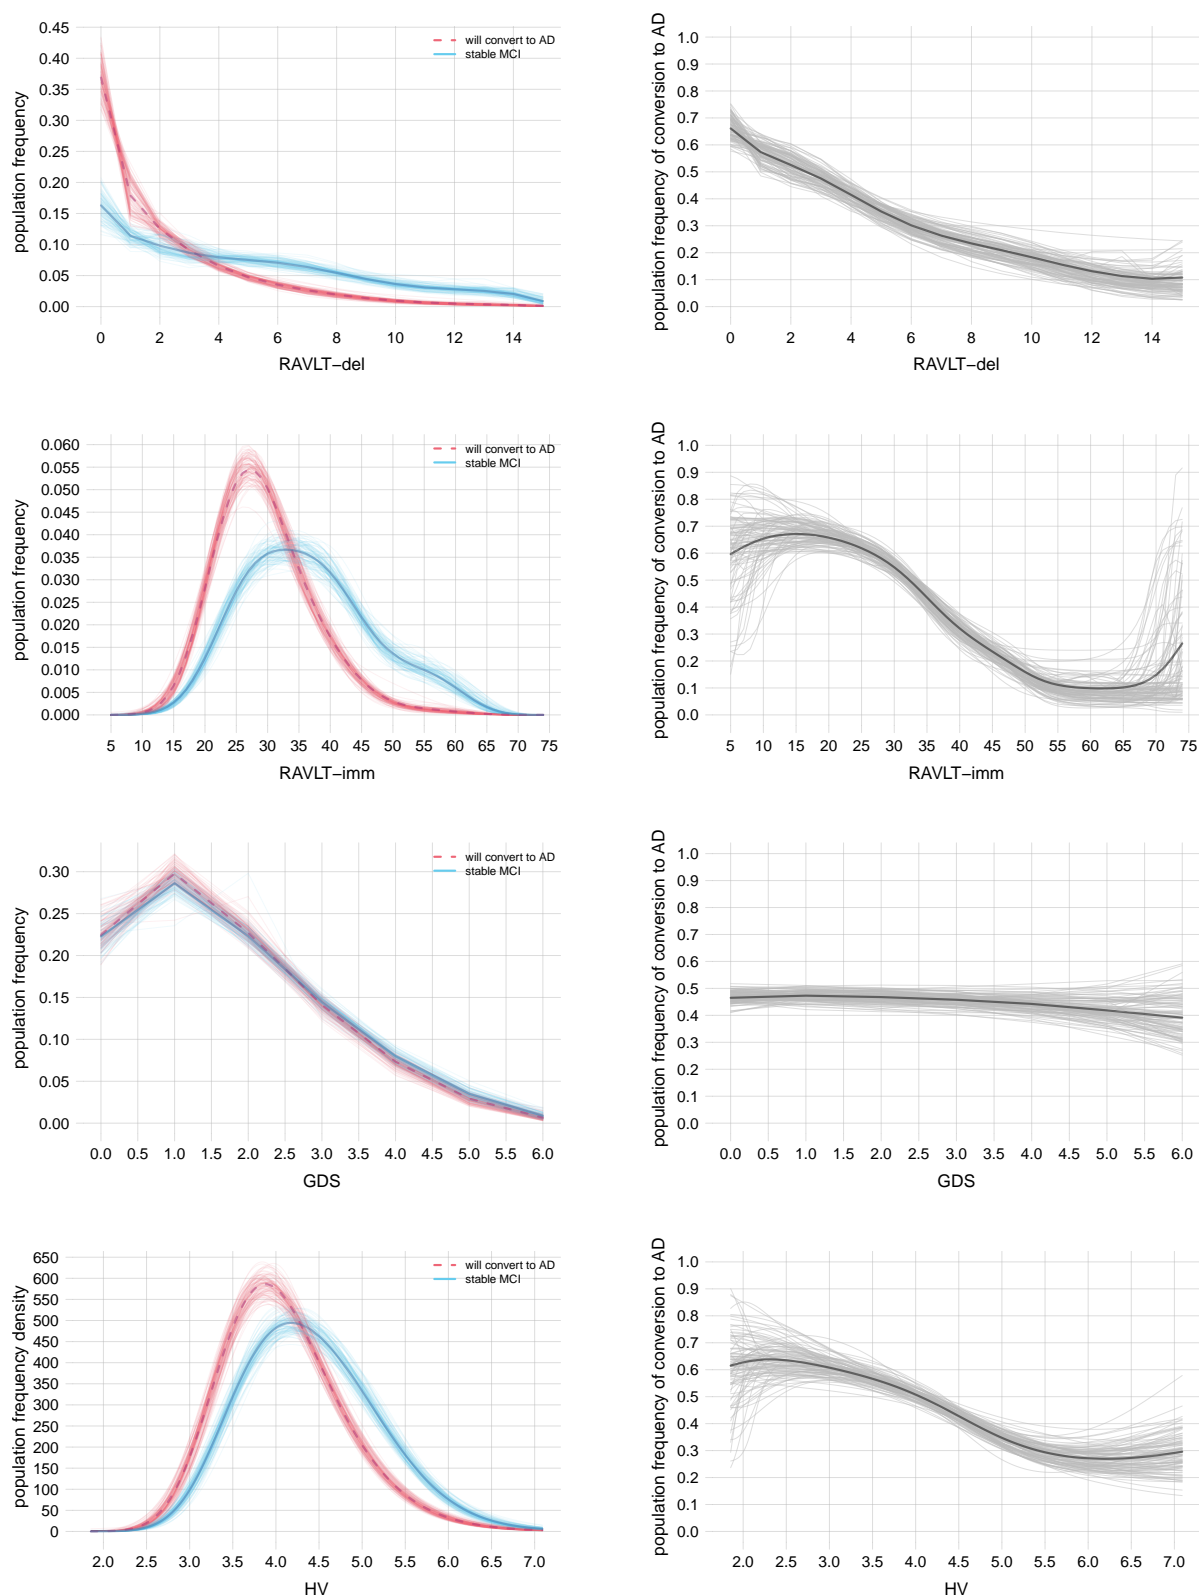 0.45
0.40
0.35
0.30
0.25
0.20
0.15
0.10
0.05
0.00
population frequency
will convert to AD
stable MCI
0 2 4 6 8 10 12 14
RAVLT−del
1.0
0.9
0.8
0.7
0.6
0.5
0.4
0.3
0.2
0.1
0.0
population frequency of conversion to AD
0 2 4 6 8 10 12 14
RAVLT−del
0.060
0.055
0.050
0.045
0.040
0.035
0.030
0.025
0.020
0.015
0.010
0.005
0.000
population frequency
will convert to AD
stable MCI
5 10 15 20 25 30 35 40 45 50 55 60 65 70 75
RAVLT−imm
1.0
0.9
0.8
0.7
0.6
0.5
0.4
0.3
0.2
0.1
0.0
population frequency of conversion to AD
5 10 15 20 25 30 35 40 45 50 55 60 65 70 75
RAVLT−imm
0.30
0.25
0.20
0.15
0.10
0.05
0.00
population frequency
will convert to AD
stable MCI
0.0 0.5 1.0 1.5 2.0 2.5 3.0 3.5 4.0 4.5 5.0 5.5 6.0
GDS
1.0
0.9
0.8
0.7
0.6
0.5
0.4
0.3
0.2
0.1
0.0
population frequency of conversion to AD
0.0 0.5 1.0 1.5 2.0 2.5 3.0 3.5 4.0 4.5 5.0 5.5 6.0
GDS
650
600
550
500
450
400
350
300
250
200
150
100
50
0
population frequency density
will convert to AD
stable MCI
2.0 2.5 3.0 3.5 4.0 4.5 5.0 5.5 6.0 6.5 7.0
HV
1.0
0.9
0.8
0.7
0.6
0.5
0.4
0.3
0.2
0.1
0.0
population frequency of conversion to AD
2.0 2.5 3.0 3.5 4.0 4.5 5.0 5.5 6.0 6.5 7.0
HV